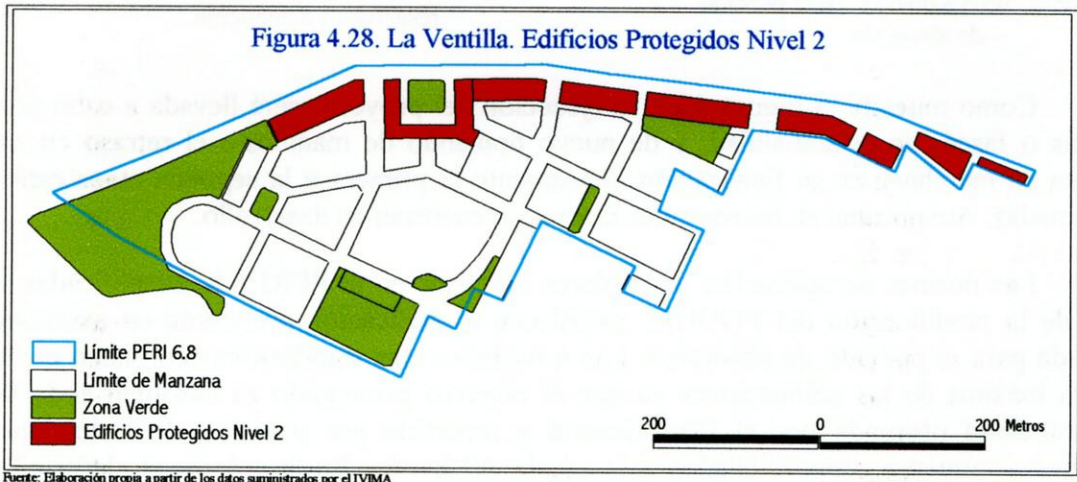 Figura 4.28. La Ventilla. Edificios Protegidos Nivel 2
Límite PERI 6.8
Límite de Manzana
Zona Verde
Edificios Protegidos Nivel 2
200 0 200 Metros
Fuente: Elaboración propia a partir de los datos suministrados por el IVIMA